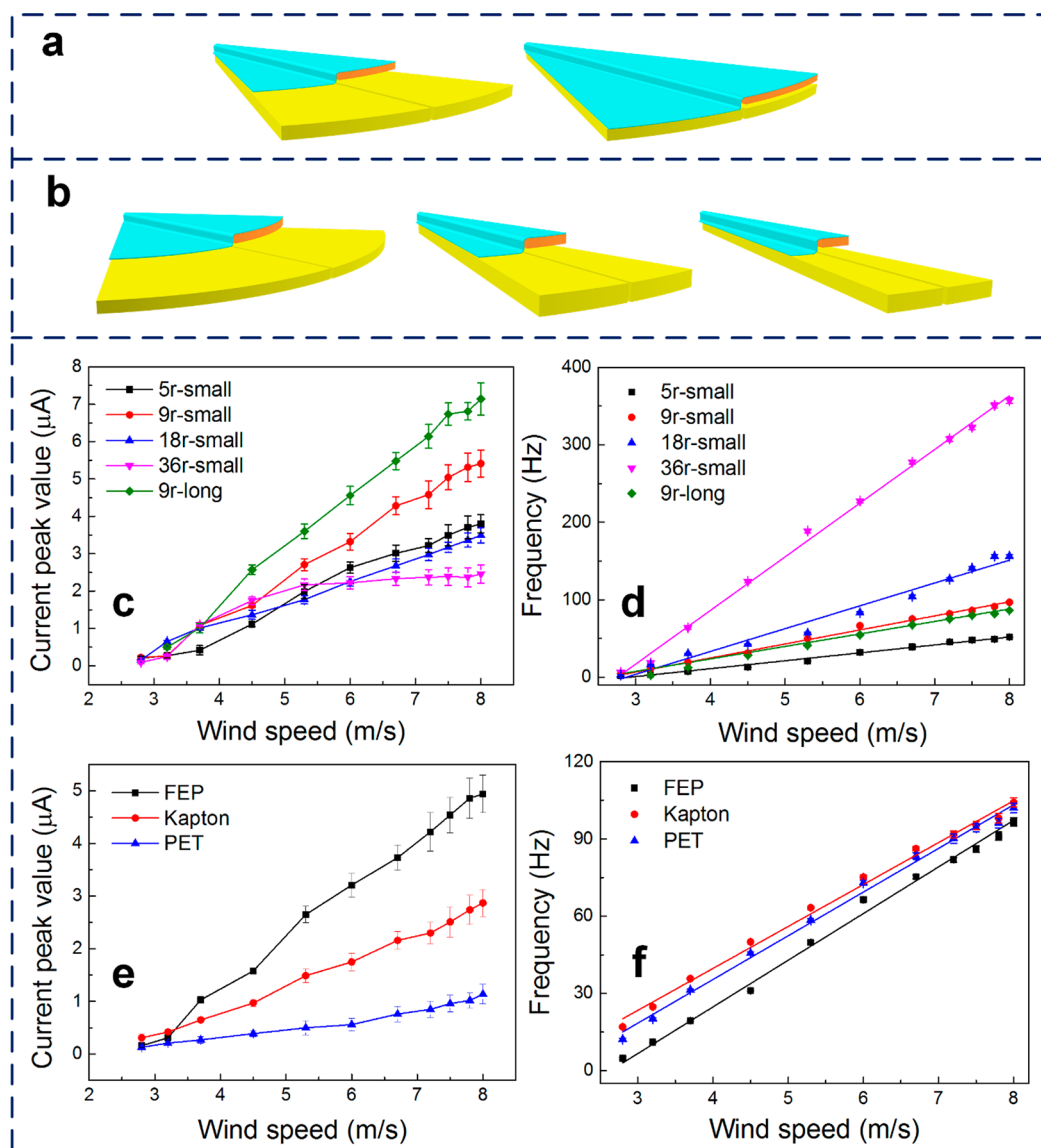 a
b
c
Current peak value (μA)
8
7
6
5
4
3
2
1
0
5r-small
9r-small
18r-small
36r-small
9r-long
2 3 4 5 6 7 8
Wind speed (m/s)
d
Frequency (Hz)
400
300
200
100
0
5r-small
9r-small
18r-small
36r-small
9r-long
3 4 5 6 7 8
Wind speed (m/s)
e
Current peak value (μA)
5
4
3
2
1
0
FEP
Kapton
PET
2 3 4 5 6 7 8
Wind speed (m/s)
f
Frequency (Hz)
120
90
60
30
0
FEP
Kapton
PET
3 4 5 6 7 8
Wind speed (m/s)